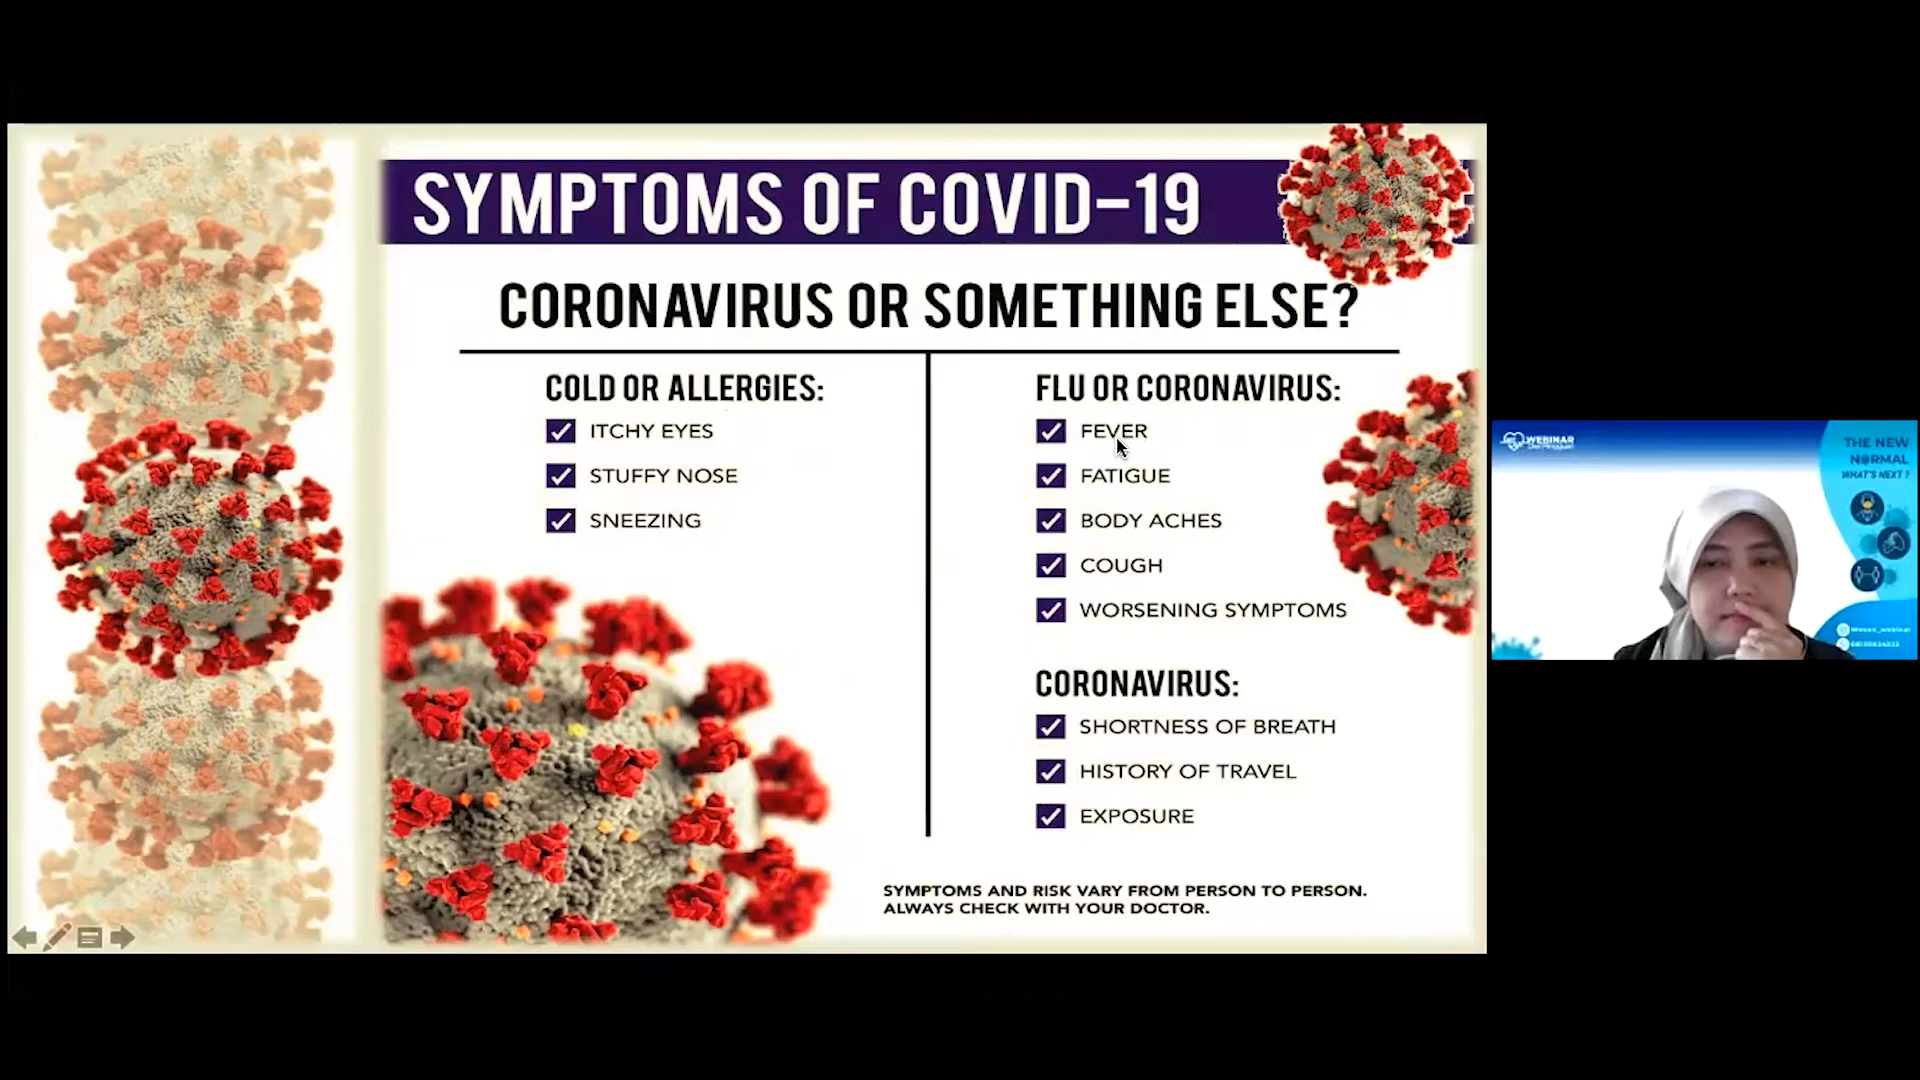 SYMPTOMS OF COVID-19
CORONAVIRUS OR SOMETHING ELSE?
COLD OR ALLERGIES:
ITCHY EYES
STUFFY NOSE
SNEEZING
FLU OR CORONAVIRUS:
FEVER
FATIGUE
BODY ACHES
COUGH
WORSENING SYMPTOMS
CORONAVIRUS:
SHORTNESS OF BREATH
HISTORY OF TRAVEL
EXPOSURE
SYMPTOMS AND RISK VARY FROM PERSON TO PERSON.
ALWAYS CHECK WITH YOUR DOCTOR.
WEBINAR
THE NEW
NORMAL
WHAT'S NEXT?